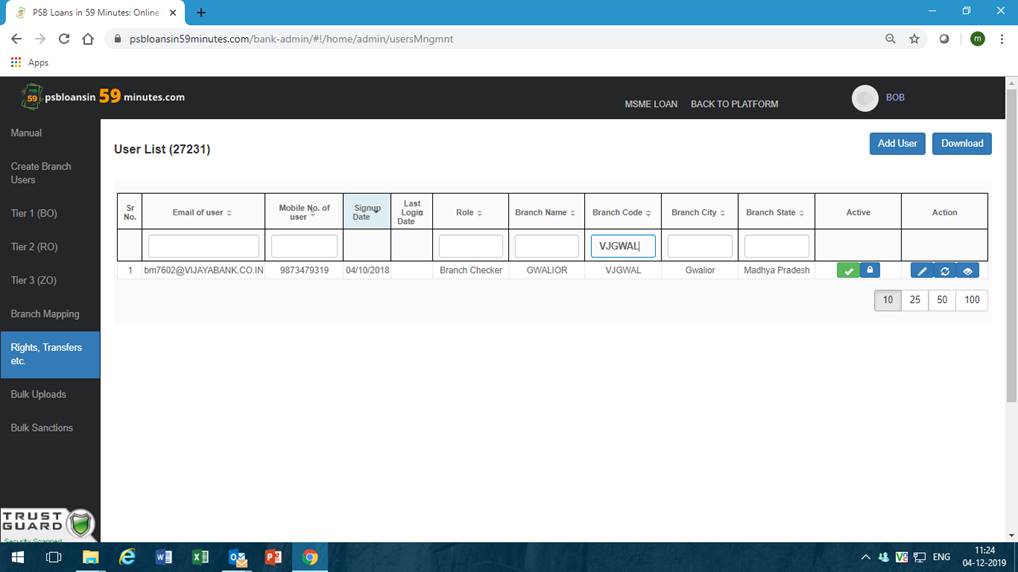 PSB Loans in 59 Minutes: Online
psbloansin59minutes.com/bank-admin/#!/home/admin/usersMngmnt
m
Apps
psbloansin 59 minutes.com
MSME LOAN BACK TO PLATFORM BOB
Manual
Create Branch
Users
Tier 1 (BO)
Tier 2 (RO)
Tier 3 (ZO)
Branch Mapping
Rights, Transfers
etc.
Bulk Uploads
Bulk Sanctions
TRUST
GUARD
Security Scanned
User List (27231)
Add User Download
Sr No. Email of user Mobile No. of user Signup Date Last Login Date Role Branch Name Branch Code Branch City Branch State Active Action
VJGWAL
1 bm7602@VIJAYABANK.CO.IN 9873479319 04/10/2018 Branch Checker GWALIOR VJGWAL Gwalior Madhya Pradesh
10 25 50 100
ENG
11:24
04-12-2019